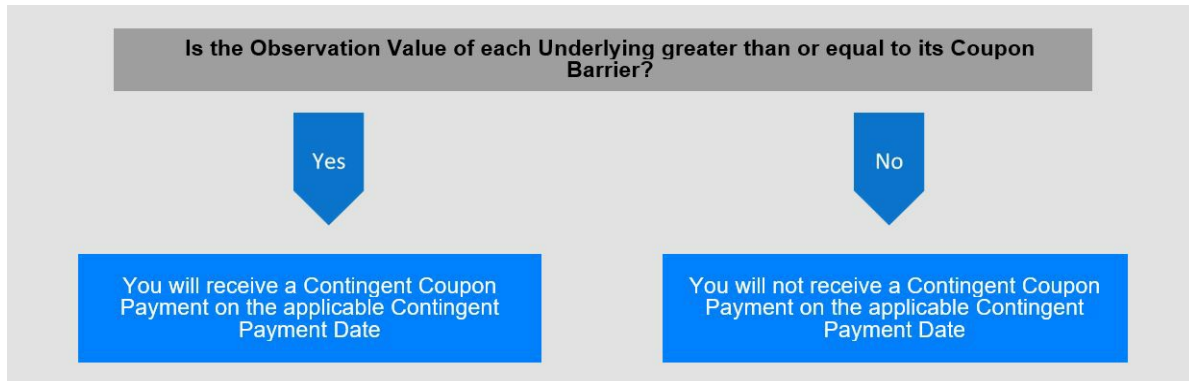 Is the Observation Value of each Underlying greater than or equal to its Coupon
Barrier?
Yes
No
You will receive a Contingent Coupon
Payment on the applicable Contingent
Payment Date
You will not receive a Contingent Coupon
Payment on the applicable Contingent
Payment Date